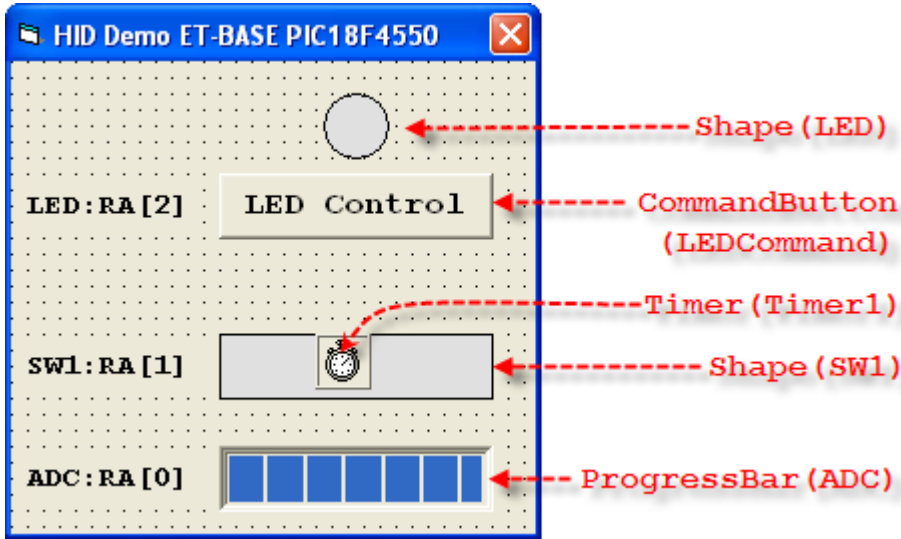 HID Demo ET-BASE PIC18F4550
Shape(LED)
LED:RA[2]
LED Control
CommandButton
(LEDCommand)
Timer(Timer1)
SW1:RA[1]
Shape(SW1)
ADC:RA[0]
ProgressBar(ADC)